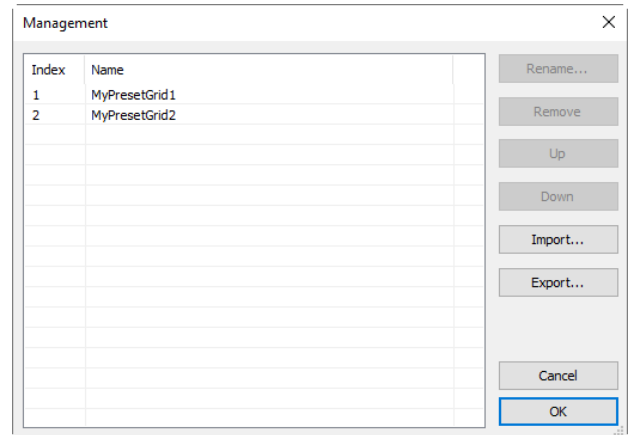 Management
Index Name
1 MyPresetGrid1
2 MyPresetGrid2
Rename...
Remove
Up
Down
Import...
Export...
Cancel
OK